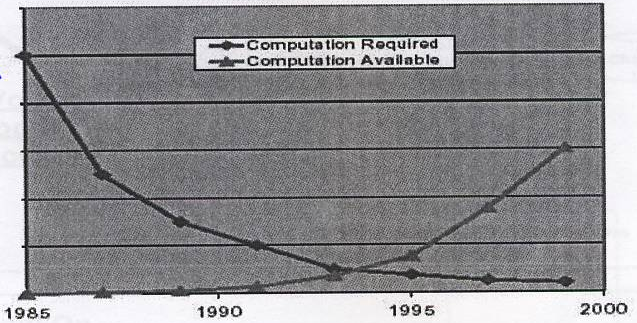 Computation Required
Computation Available
1985 1990 1995 2000